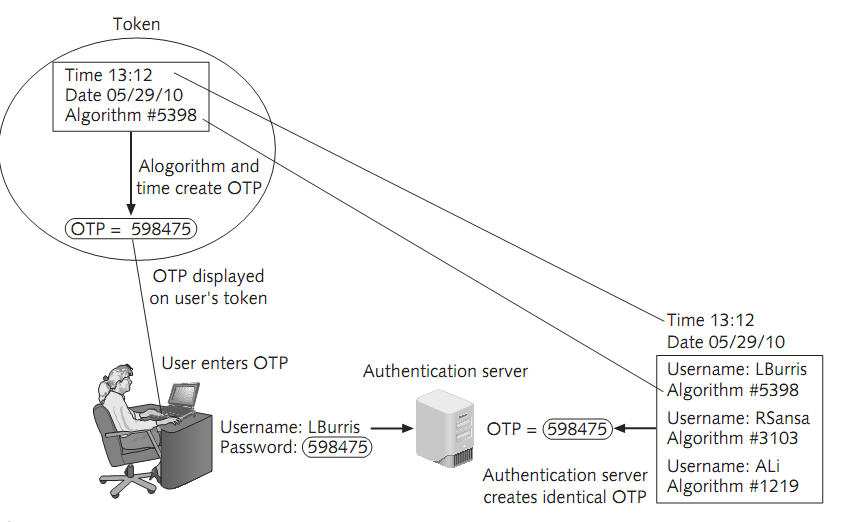 Token
Time 13:12
Date 05/29/10
Algorithm #5398
Alogorithm and
time create OTP
OTP = 598475
OTP displayed
on user's token
User enters OTP
Username: LBurris
Password: 598475
Authentication server
OTP = 598475
Authentication server
creates identical OTP
Time 13:12
Date 05/29/10
Username: LBurris
Algorithm #5398
Username: RSansa
Algorithm #3103
Username: ALi
Algorithm #1219